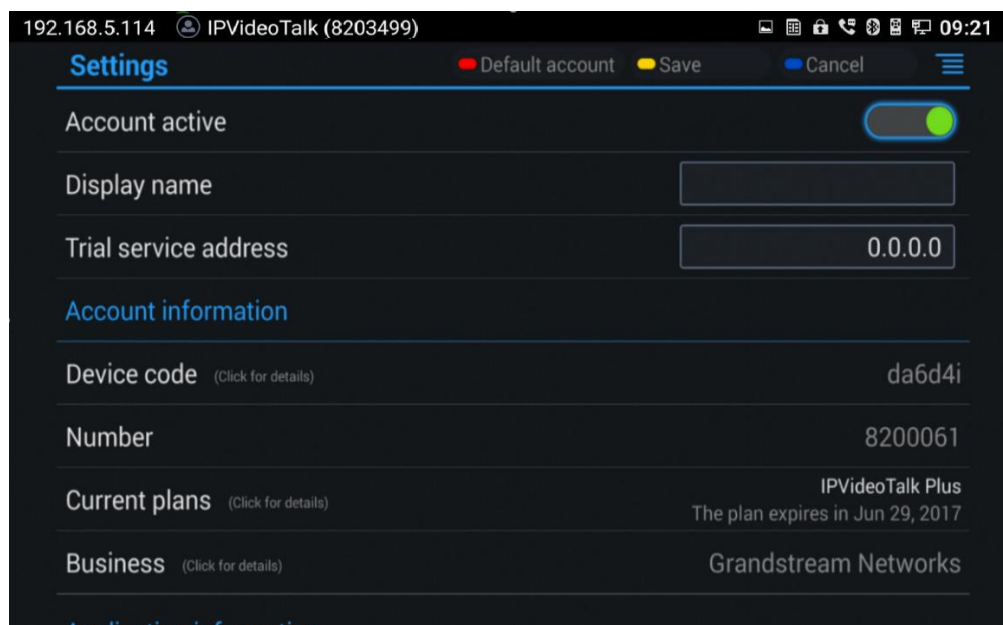 192.168.5.114 IPVideoTalk (8203499) 09:21
Settings Default account Save Cancel
Account active
Display name
Trial service address 0.0.0.0
Account information
Device code (Click for details) da6d4i
Number 8200061
Current plans (Click for details) IPVideoTalk Plus
The plan expires in Jun 29, 2017
Business (Click for details) Grandstream Networks